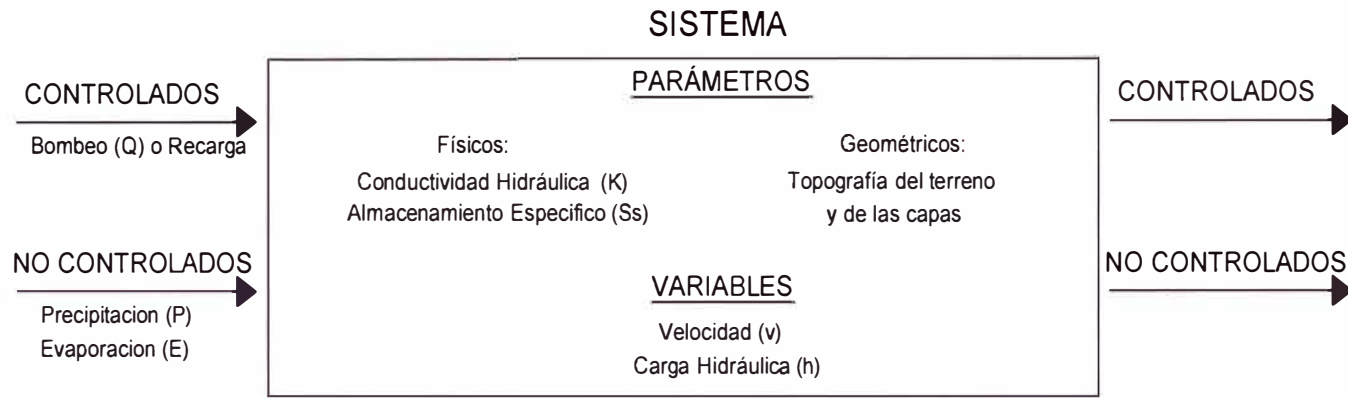 SISTEMA
CONTROLADOS
Bombeo (Q) o Recarga
NO CONTROLADOS
Precipitacion (P)
Evaporacion (E)
PARÁMETROS
Físicos:
Conductividad Hidráulica (K)
Almacenamiento Especifico (Ss)
Geométricos:
Topografía del terreno
y de las capas
VARIABLES
Velocidad (v)
Carga Hidráulica (h)
CONTROLADOS
NO CONTROLADOS